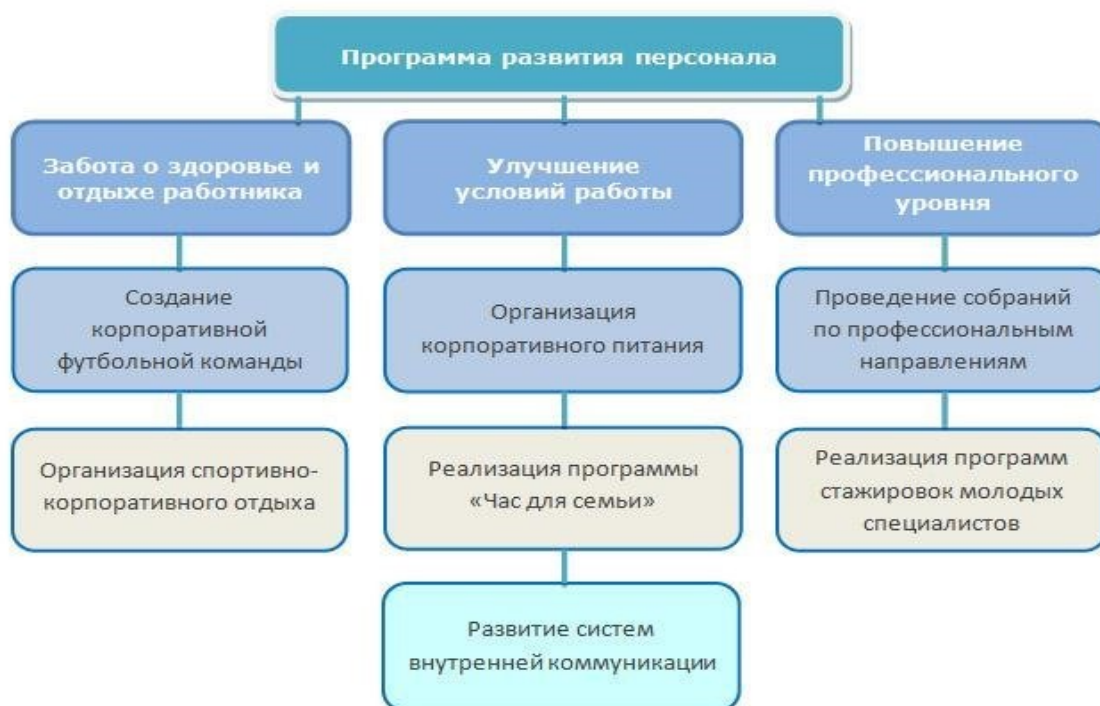 Программа развития персонала
Забота о здоровье и
отдыхе работника
Улучшение
условий работы
Повышение
профессионального
уровня
Создание
корпоративной
футбольной команды
Организация
корпоративного питания
Проведение собраний
по профессиональным
направлениям
Организация спортивно-
корпоративного отдыха
Реализация программы
«Час для семьи»
Реализация программ
стажировок молодых
специалистов
Развитие систем
внутренней коммуникации